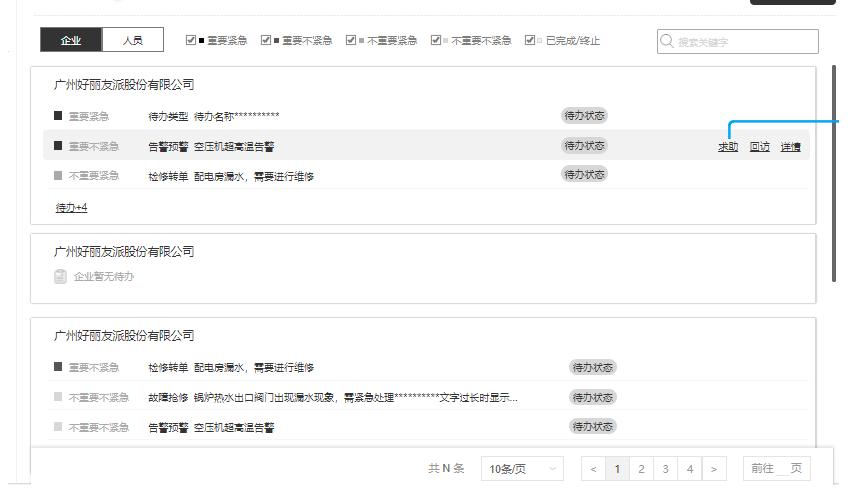 企业 人员 重要紧急 重要不紧急 不重要紧急 不重要不紧急 已完成/终止 搜索关键字
广州好丽友派股份有限公司
重要紧急 待办类型 待办名称********** 待办状态
重要不紧急 告警预警 空压机超高温告警 待办状态 求助 回访 详情
不重要紧急 检修转单 配电房漏水，需要进行维修 待办状态
待办+4
广州好丽友派股份有限公司
企业暂无待办
广州好丽友派股份有限公司
重要不紧急 检修转单 配电房漏水，需要进行维修 待办状态
不重要不紧急 故障抢修 锅炉热水出口阀门出现漏水现象，需紧急处理**********文字过长时显示... 待办状态
不重要不紧急 告警预警 空压机超高温告警 待办状态
共 N 条 10条/页 < 1 2 3 4 > 前往 __ 页